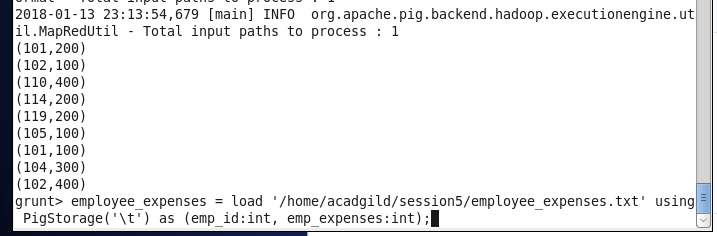 2018-01-13 23:13:54,679 [main] INFO  org.apache.pig.backend.hadoop.executionengine.ut
il.MapRedUtil - Total input paths to process : 1
(101,200)
(102,100)
(110,400)
(114,200)
(119,200)
(105,100)
(101,100)
(104,300)
(102,400)
grunt> employee_expenses = load '/home/acadgild/session5/employee_expenses.txt' using
 PigStorage('\t') as (emp_id:int, emp_expenses:int);